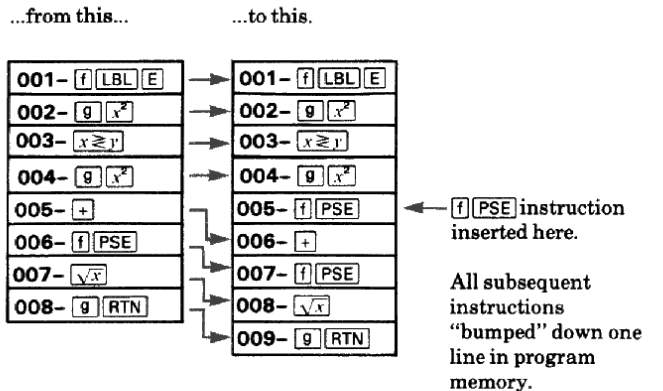 ...from this...
...to this.
001– f LBL E
002– g x²
003– x≷y
004– g x²
005– +
006– f PSE
007– √x
008– g RTN
001– f LBL E
002– g x²
003– x≷y
004– g x²
005– f PSE
006– +
007– f PSE
008– √x
009– g RTN
f PSE instruction
inserted here.
All subsequent
instructions
“bumped” down one
line in program
memory.